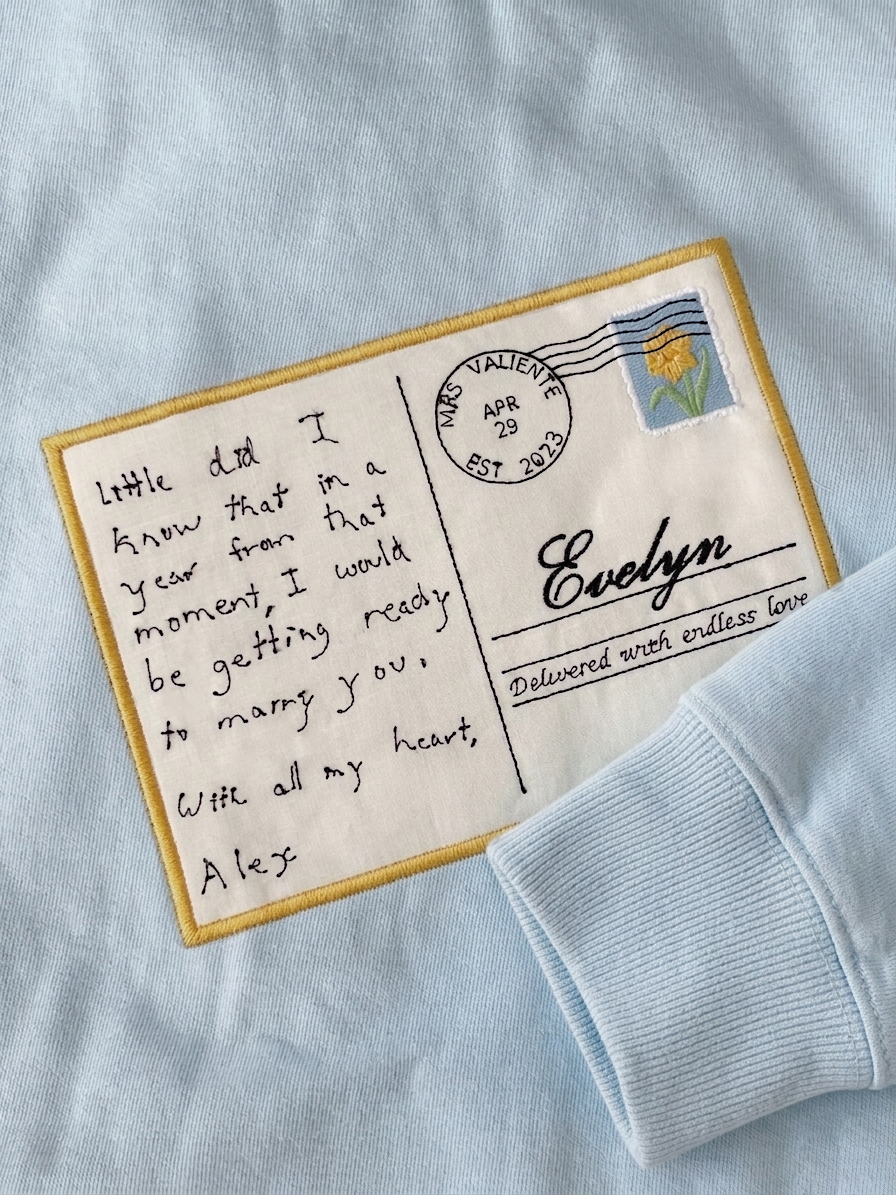 Little did I
know that in a
year from that
moment, I would
be getting ready
to marry you.
With all my heart,
Alex
MRS VALIENTE
APR
29
EST 2023
Evelyn
Delivered with endless love